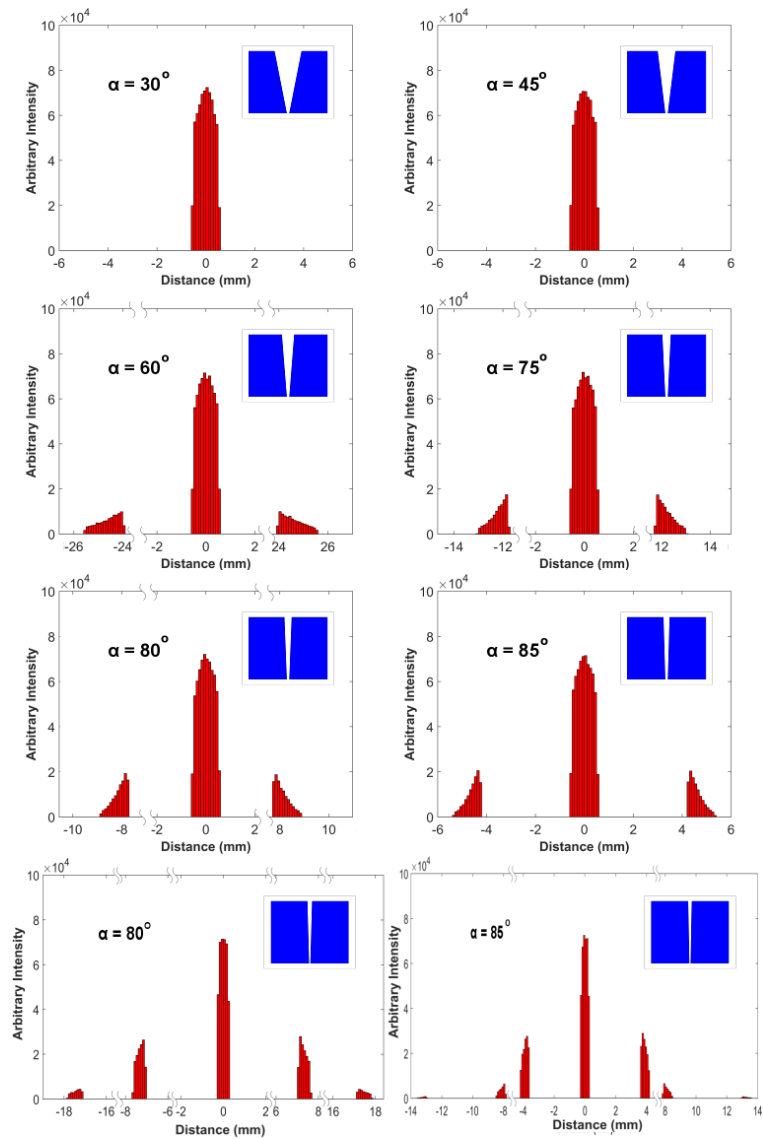 ×10⁴ ×10⁴
10 10
8 α = 30° 8 α = 45°
6 6
4 4
2 2
0 0
-6 -4 -2 0 2 4 6 -6 -4 -2 0 2 4 6
Arbitrary Intensity Arbitrary Intensity
Distance (mm) Distance (mm)
×10⁴ ×10⁴
10 10
8 α = 60° 8 α = 75°
6 6
4 4
2 2
0 0
-26 -24 -2 0 2 24 26 -14 -12 -2 0 2 12 14
Arbitrary Intensity Arbitrary Intensity
Distance (mm) Distance (mm)
×10⁴ ×10⁴
10 10
8 α = 80° 8 α = 85°
6 6
4 4
2 2
0 0
-10 -8 -2 0 2 8 10 -6 -4 -2 0 2 4 6
Arbitrary Intensity Arbitrary Intensity
Distance (mm) Distance (mm)
×10⁴ ×10⁴
10 10
8 α = 80° 8 α = 85°
6 6
4 4
2 2
0 0
-18 -16 -8 -6 -2 0 2 6 8 16 18 -14 -12 -10 -8 -4 -2 0 2 4 8 10 12 14
Arbitrary Intensity Arbitrary Intensity
Distance (mm) Distance (mm)